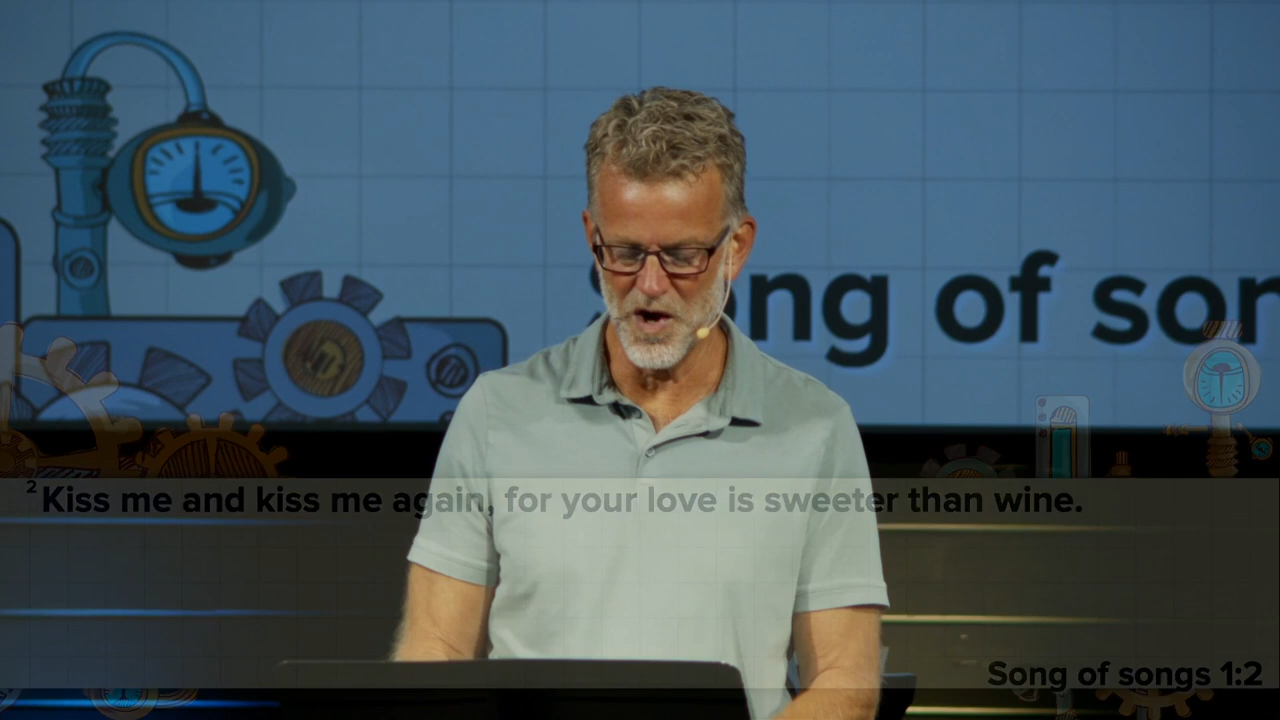 Song of son
2 Kiss me and kiss me again, for your love is sweeter than wine.
Song of songs 1:2